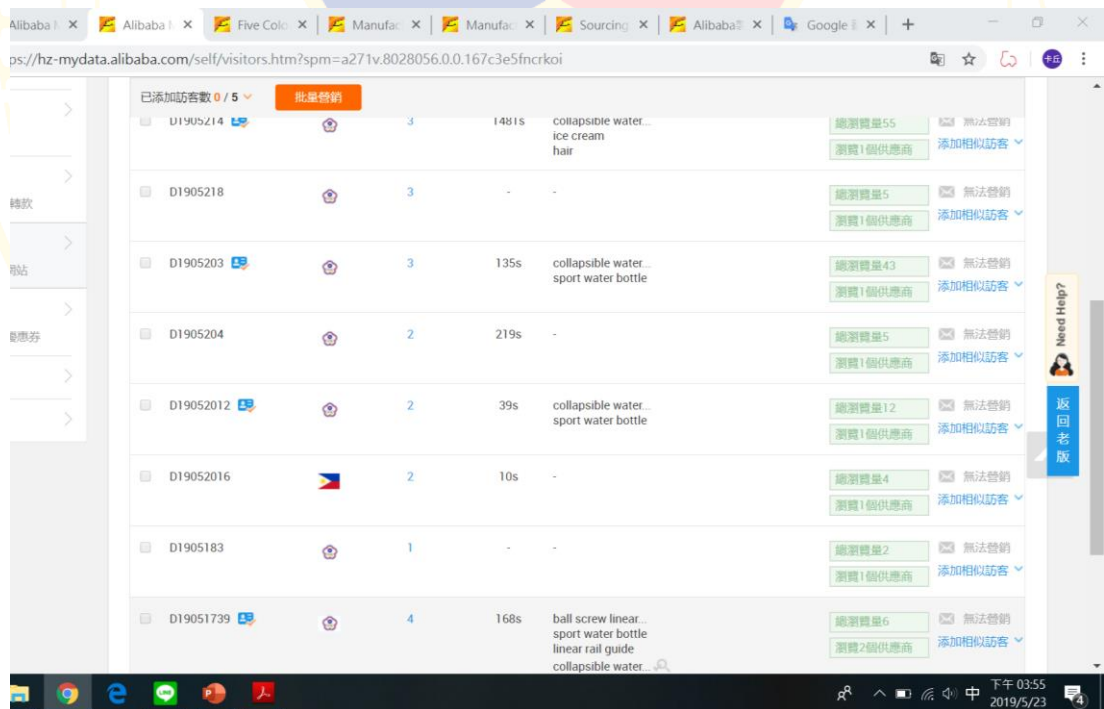 Alibaba M
Alibaba M
Five Colo
Manufac
Manufac
Sourcing
Alibaba
Google
ps://hz-mydata.alibaba.com/self/visitors.htm?spm=a271v.8028056.0.0.167c3e5fncrkoi
卡丘
已添加訪客數 0 / 5
批量營銷
D1905214 3 1481s collapsible water... 總瀏覽量55 無法營銷
ice cream 添加相似訪客
hair 瀏覽1個供應商
D1905218 3 - - 總瀏覽量5 無法營銷
轉款
瀏覽1個供應商 添加相似訪客
D1905203 3 135s collapsible water... 總瀏覽量43 無法營銷
網站
sport water bottle 瀏覽1個供應商 添加相似訪客
Need Help?
D1905204 2 219s - 總瀏覽量5 無法營銷
優惠券
瀏覽1個供應商 添加相似訪客
D19052012 2 39s collapsible water... 總瀏覽量12 無法營銷
sport water bottle 瀏覽1個供應商 添加相似訪客
返回老版
D19052016 2 10s - 總瀏覽量4 無法營銷
瀏覽1個供應商 添加相似訪客
D1905183 1 - - 總瀏覽量2 無法營銷
瀏覽1個供應商 添加相似訪客
D19051739 4 168s ball screw linear... 總瀏覽量6 無法營銷
sport water bottle
linear rail guide 瀏覽2個供應商 添加相似訪客
collapsible water...
中
下午 03:55
2019/5/23
4